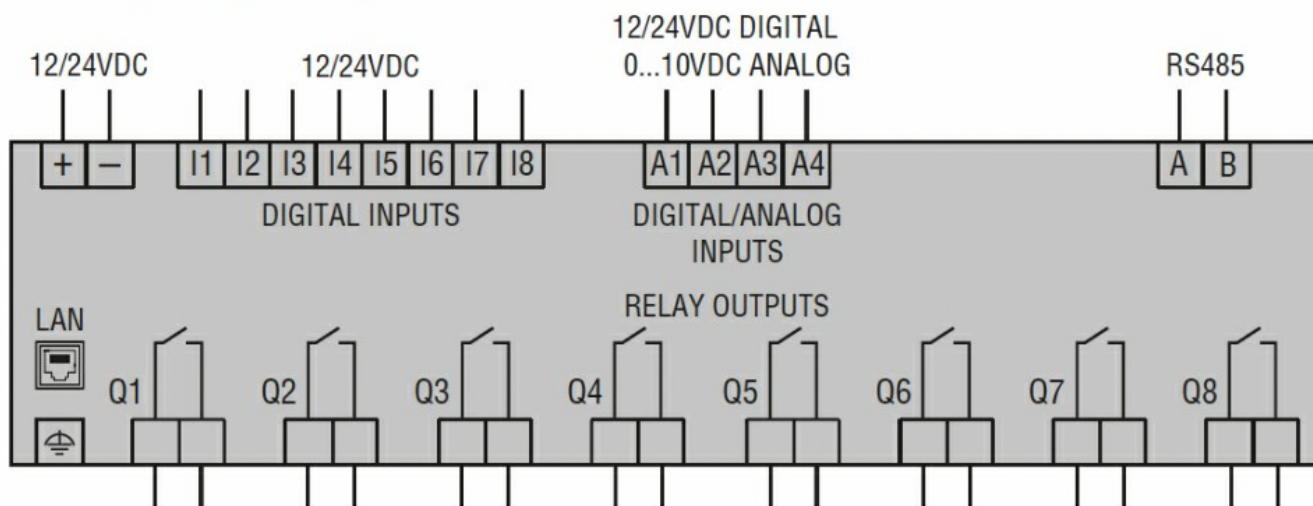 12/24VDC
12/24VDC
12/24VDC DIGITAL
0...10VDC ANALOG
RS485
+ −
I1 I2 I3 I4 I5 I6 I7 I8
A1 A2 A3 A4
A B
DIGITAL INPUTS
DIGITAL/ANALOG
INPUTS
RELAY OUTPUTS
LAN
Q1 Q2 Q3 Q4 Q5 Q6 Q7 Q8